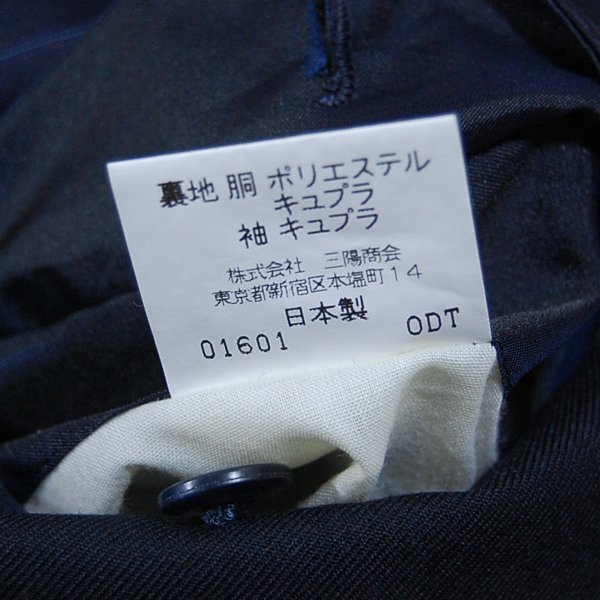 裏地 胴 ポリエステル
キュプラ
袖 キュプラ
株式会社 三陽商会
東京都新宿区本塩町14
日本製
01601 ODT